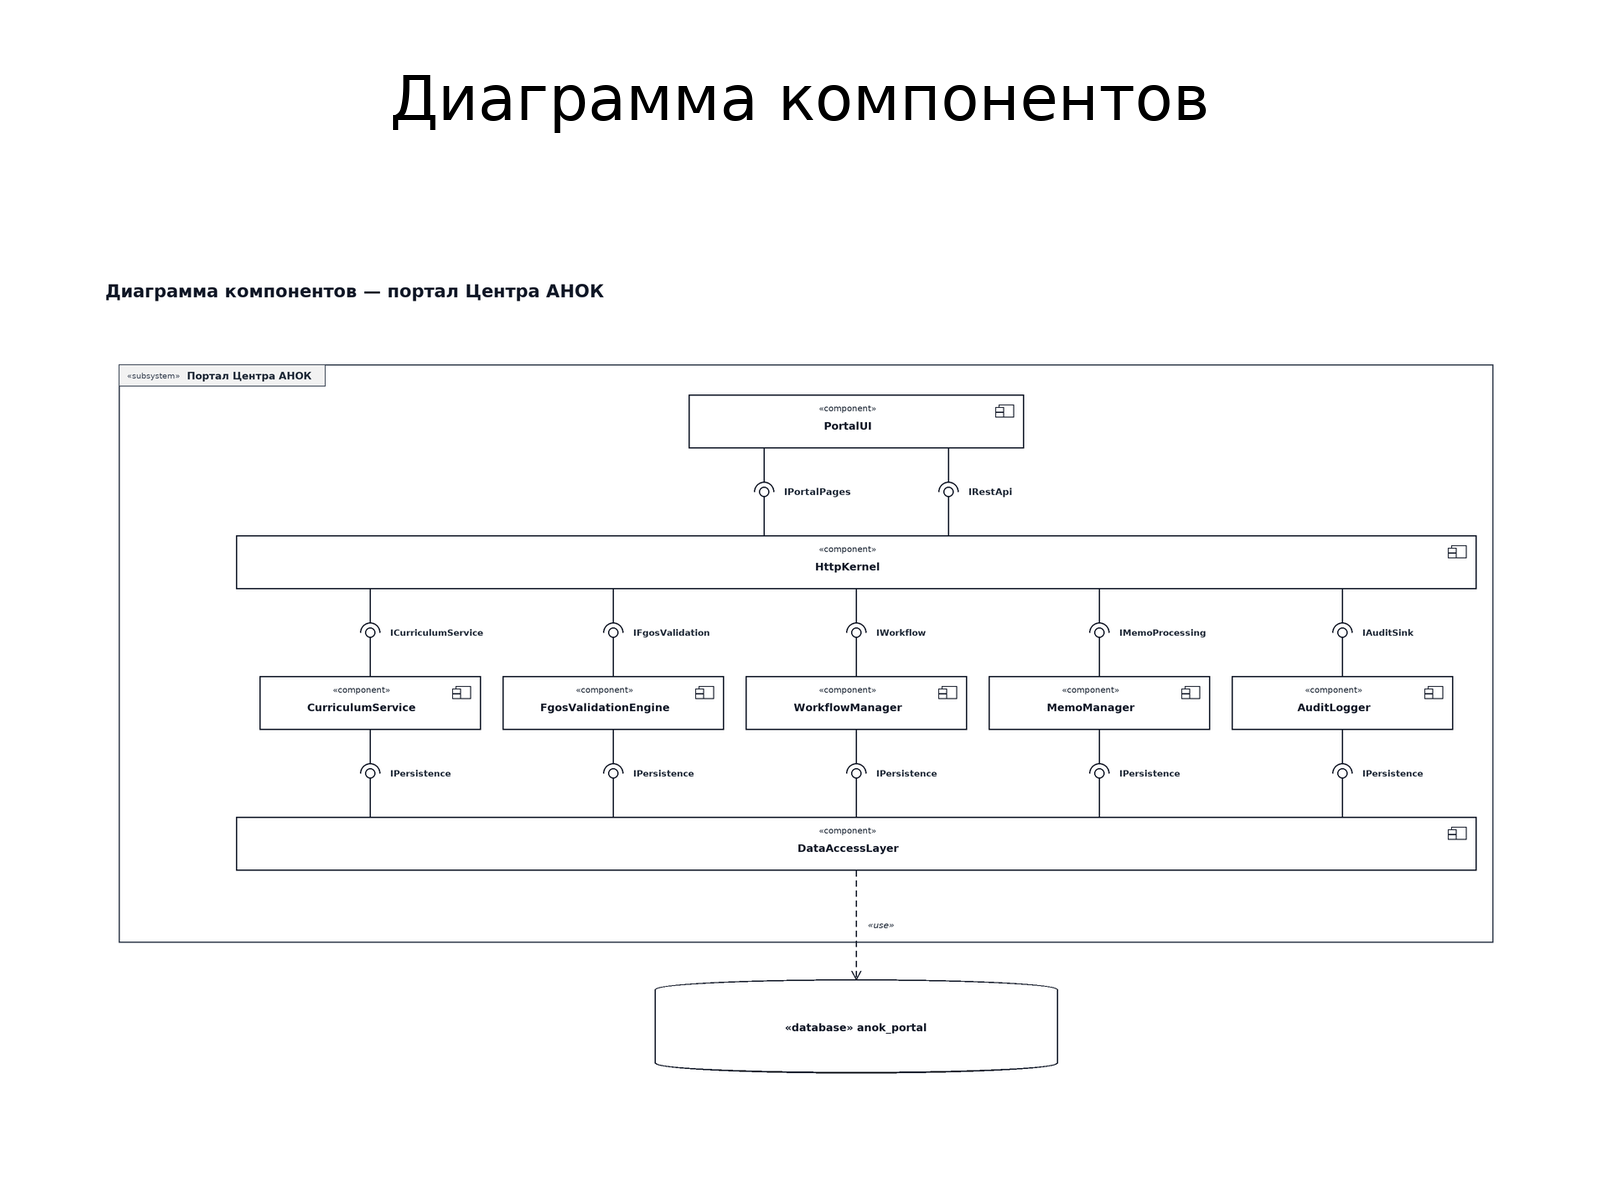 Диаграмма компонентов
Диаграмма компонентов — портал Центра АНОК
«subsystem» Портал Центра АНОК
«component»
PortalUI
IPortalPages
IRestApi
«component»
HttpKernel
ICurriculumService
IFgosValidation
IWorkflow
IMemoProcessing
IAuditSink
«component»
CurriculumService
«component»
FgosValidationEngine
«component»
WorkflowManager
«component»
MemoManager
«component»
AuditLogger
IPersistence
IPersistence
IPersistence
IPersistence
IPersistence
«component»
DataAccessLayer
«use»
«database» anok_portal